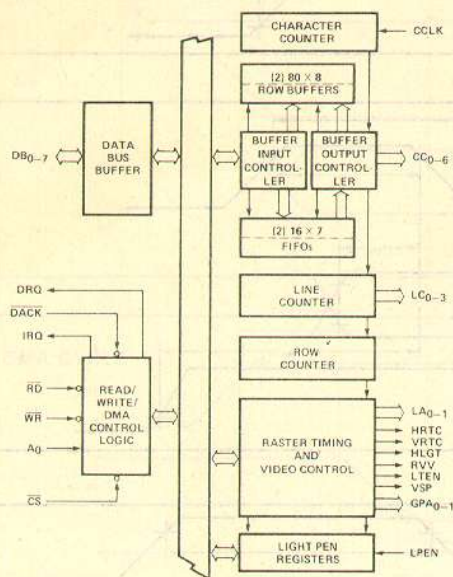 CHARACTER
COUNTER
CCLK
(2) 80 × 8
ROW BUFFERS
DB0–7
DATA
BUS
BUFFER
BUFFER
INPUT
CONTROL-
LER
BUFFER
OUTPUT
CONTROL-
LER
CC0–6
(2) 16 × 7
FIFOs
DRQ
DACK
IRQ
RD
WR
A0
CS
READ/
WRITE/
DMA
CONTROL
LOGIC
LINE
COUNTER
LC0–3
ROW
COUNTER
RASTER TIMING
AND
VIDEO CONTROL
LA0–1
HRTC
VRTC
HLGT
RVV
LTEN
VSP
GPA0–1
LIGHT PEN
REGISTERS
LPEN